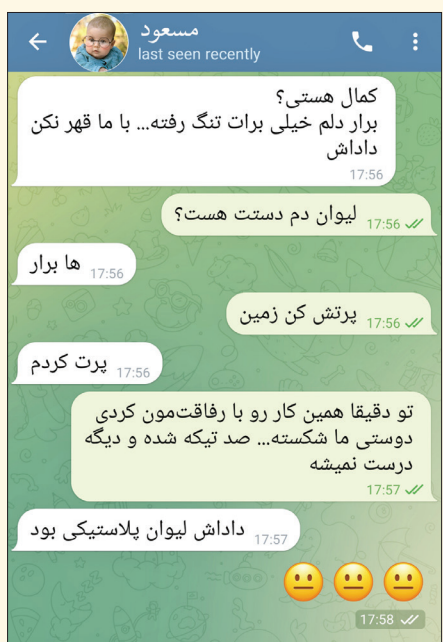 مسعود
last seen recently
کمال هستی؟
برار دلم خیلی برات تنگ رفته... با ما قهر نکن
داداش
17:56
لیوان دم دستت هست؟
17:56
ها برار
17:56
پرتش کن زمین
17:56
پرت کردم
17:56
تو دقیقا همین کار رو با رفاقت‌مون کردی
دوستی ما شکسته... صد تیکه شده و دیگه
درست نمیشه
17:57
داداش لیوان پلاستیکی بود
17:57
😐 😐 😐
17:58